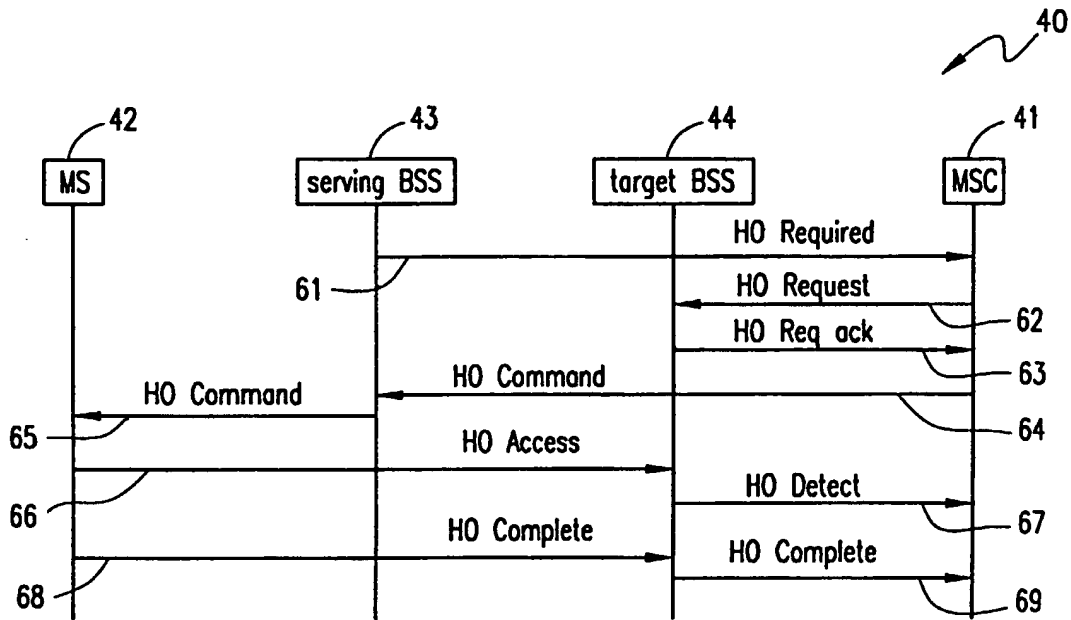 40
42
43
44
41
MS
serving BSS
target BSS
MSC
HO Required
61
HO Request
62
HO Req ack
63
HO Command
HO Command
64
65
HO Access
66
HO Detect
67
HO Complete
68
HO Complete
69